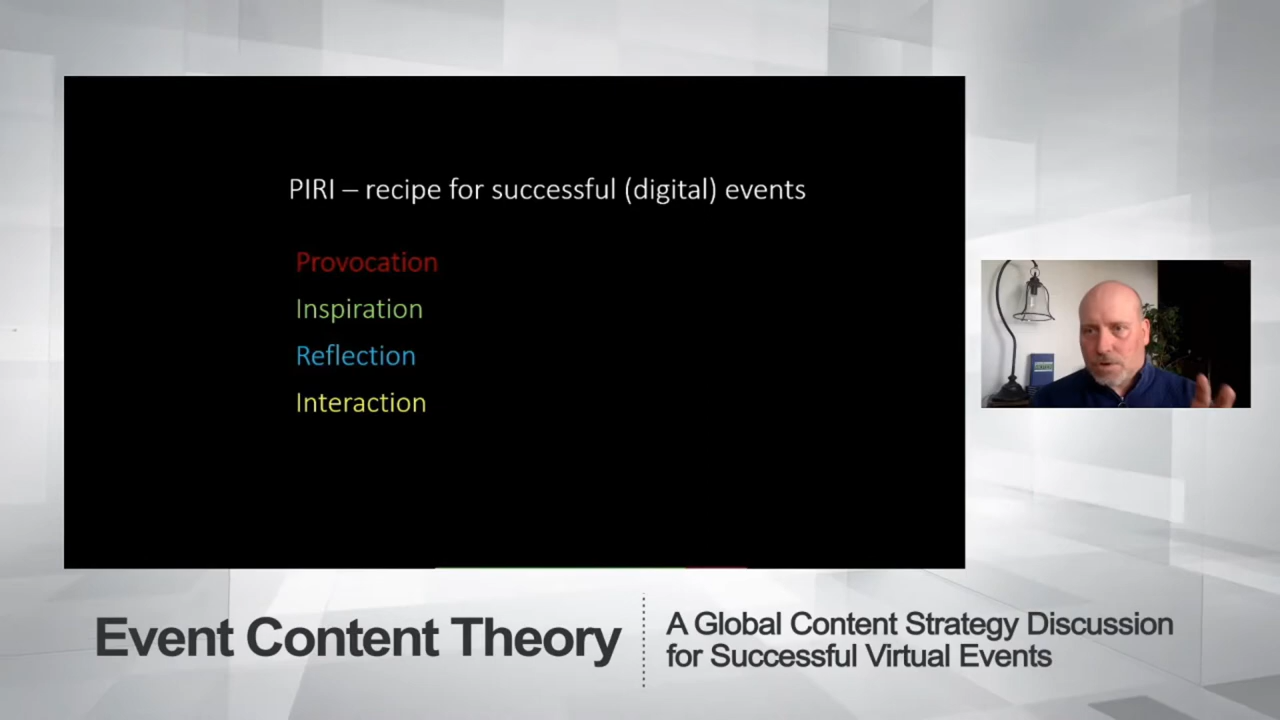 PIRI – recipe for successful (digital) events
Provocation
Inspiration
Reflection
Interaction
Event Content Theory
A Global Content Strategy Discussion
for Successful Virtual Events